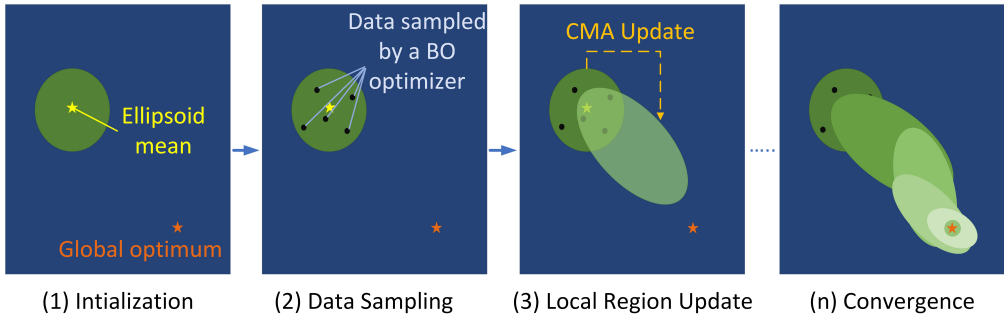 Ellipsoid
mean
Global optimum
(1) Intialization
Data sampled
by a BO
optimizer
(2) Data Sampling
CMA Update
(3) Local Region Update
(n) Convergence